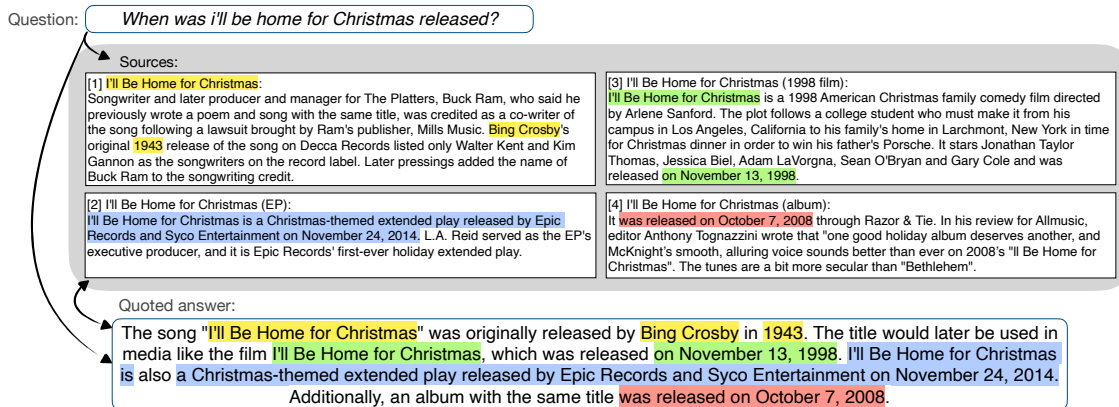 Question: When was i'll be home for Christmas released?
Sources:
[1] I'll Be Home for Christmas:
Songwriter and later producer and manager for The Platters, Buck Ram, who said he
previously wrote a poem and song with the same title, was credited as a co-writer of
the song following a lawsuit brought by Ram's publisher, Mills Music. Bing Crosby's
original 1943 release of the song on Decca Records listed only Walter Kent and Kim
Gannon as the songwriters on the record label. Later pressings added the name of
Buck Ram to the songwriting credit.
[2] I'll Be Home for Christmas (EP):
I'll Be Home for Christmas is a Christmas-themed extended play released by Epic
Records and Syco Entertainment on November 24, 2014. L.A. Reid served as the EP's
executive producer, and it is Epic Records' first-ever holiday extended play.
[3] I'll Be Home for Christmas (1998 film):
I'll Be Home for Christmas is a 1998 American Christmas family comedy film directed
by Arlene Sanford. The plot follows a college student who must make it from his
campus in Los Angeles, California to his family's home in Larchmont, New York in time
for Christmas dinner in order to win his father's Porsche. It stars Jonathan Taylor
Thomas, Jessica Biel, Adam LaVorgna, Sean O'Bryan and Gary Cole and was
released on November 13, 1998.
[4] I'll Be Home for Christmas (album):
It was released on October 7, 2008 through Razor & Tie. In his review for Allmusic,
editor Anthony Tognazzini wrote that "one good holiday album deserves another, and
McKnight's smooth, alluring voice sounds better than ever on 2008's "ll Be Home for
Christmas". The tunes are a bit more secular than "Bethlehem".
Quoted answer:
The song "I'll Be Home for Christmas" was originally released by Bing Crosby in 1943. The title would later be used in
media like the film I'll Be Home for Christmas, which was released on November 13, 1998. I'll Be Home for Christmas
is also a Christmas-themed extended play released by Epic Records and Syco Entertainment on November 24, 2014.
Additionally, an album with the same title was released on October 7, 2008.